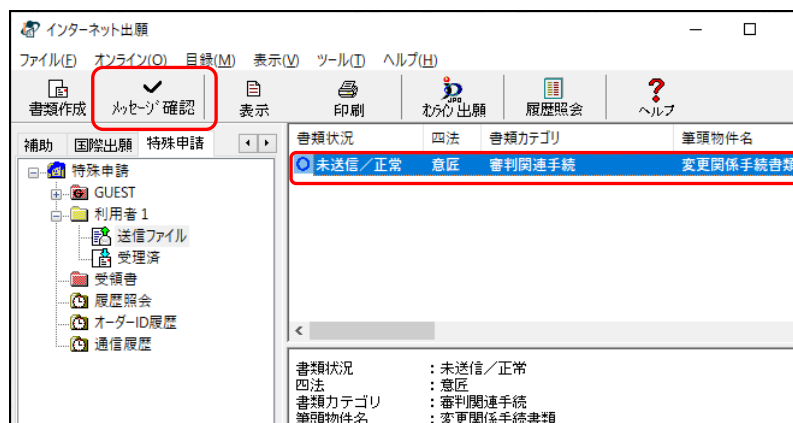 インターネット出願
ファイル(F) オンライン(O) 目録(M) 表示(V) ツール(T) ヘルプ(H)
書類作成 メッセージ確認 表示 印刷 オンライン出願 履歴照会 ヘルプ
補助 国際出願 特殊申請
特殊申請
GUEST
利用者1
送信ファイル
受理済
受領書
履歴照会
オーダーID履歴
通信履歴
書類状況 四法 書類カテゴリ 筆頭物件名
未送信／正常 意匠 審判関連手続 変更関係手続書類
書類状況 ：未送信／正常
四法 ：意匠
書類カテゴリ ：審判関連手続
筆頭物件名 ：変更関係手続書類